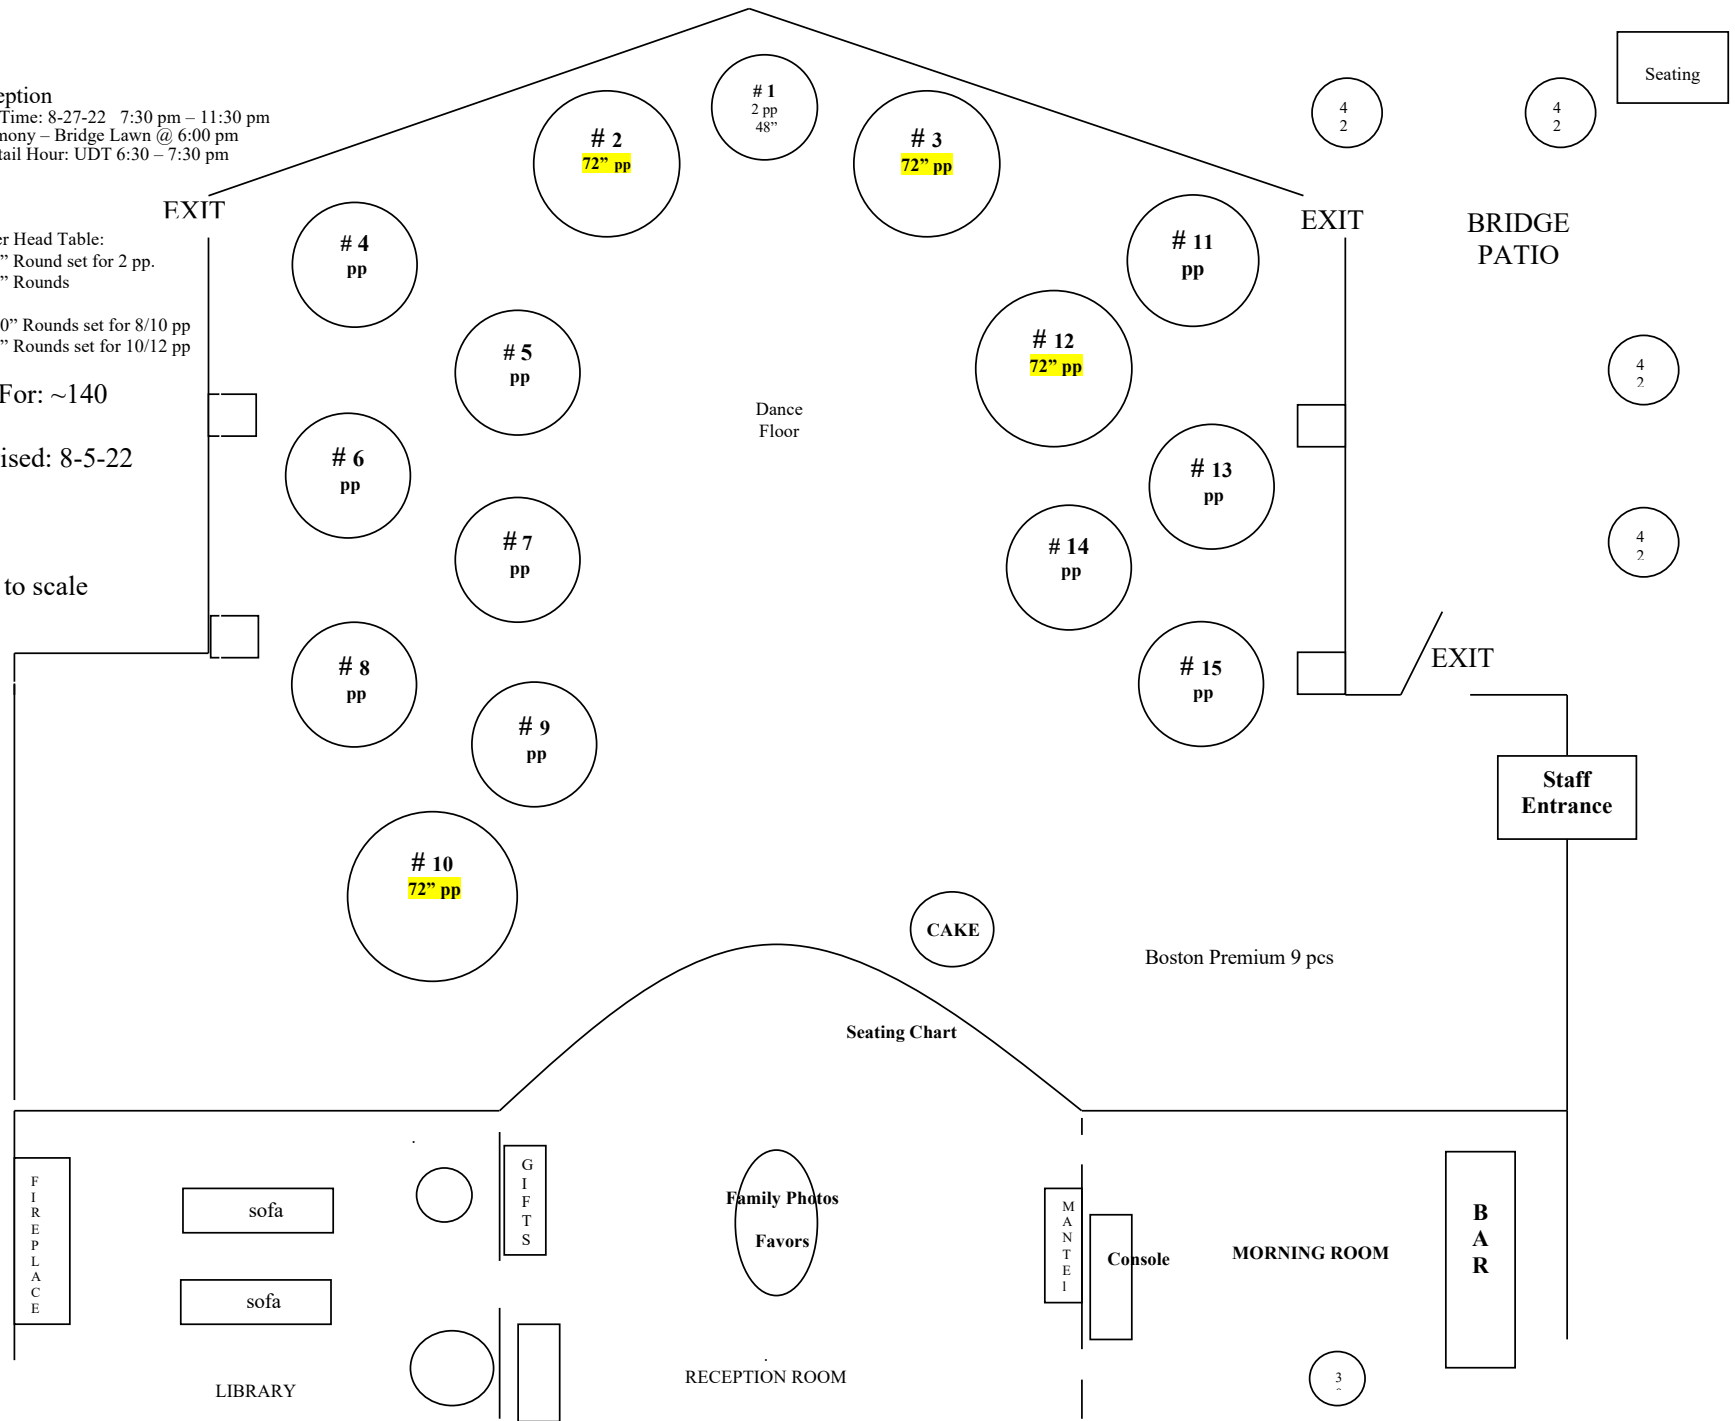 eption
Time: 8-27-22 7:30 pm – 11:30 pm
mony – Bridge Lawn @ 6:00 pm
tail Hour: UDT 6:30 – 7:30 pm
EXIT
er Head Table:
” Round set for 2 pp.
” Rounds
0” Rounds set for 8/10 pp
” Rounds set for 10/12 pp
For: ~140
ised: 8-5-22
to scale
# 1
2 pp
48”
# 2
72” pp
# 3
72” pp
# 4
pp
# 5
pp
# 6
pp
# 7
pp
# 8
pp
# 9
pp
# 10
72” pp
Dance
Floor
# 11
pp
# 12
72” pp
# 13
pp
# 14
pp
# 15
pp
EXIT
4
2
4
2
Seating
BRIDGE
PATIO
4
2
4
2
EXIT
Staff
Entrance
CAKE
Boston Premium 9 pcs
Seating Chart
FIREPLACE
sofa
sofa
LIBRARY
GIFTS
Family Photos
Favors
RECEPTION ROOM
MANTEl
Console
MORNING ROOM
BAR
3